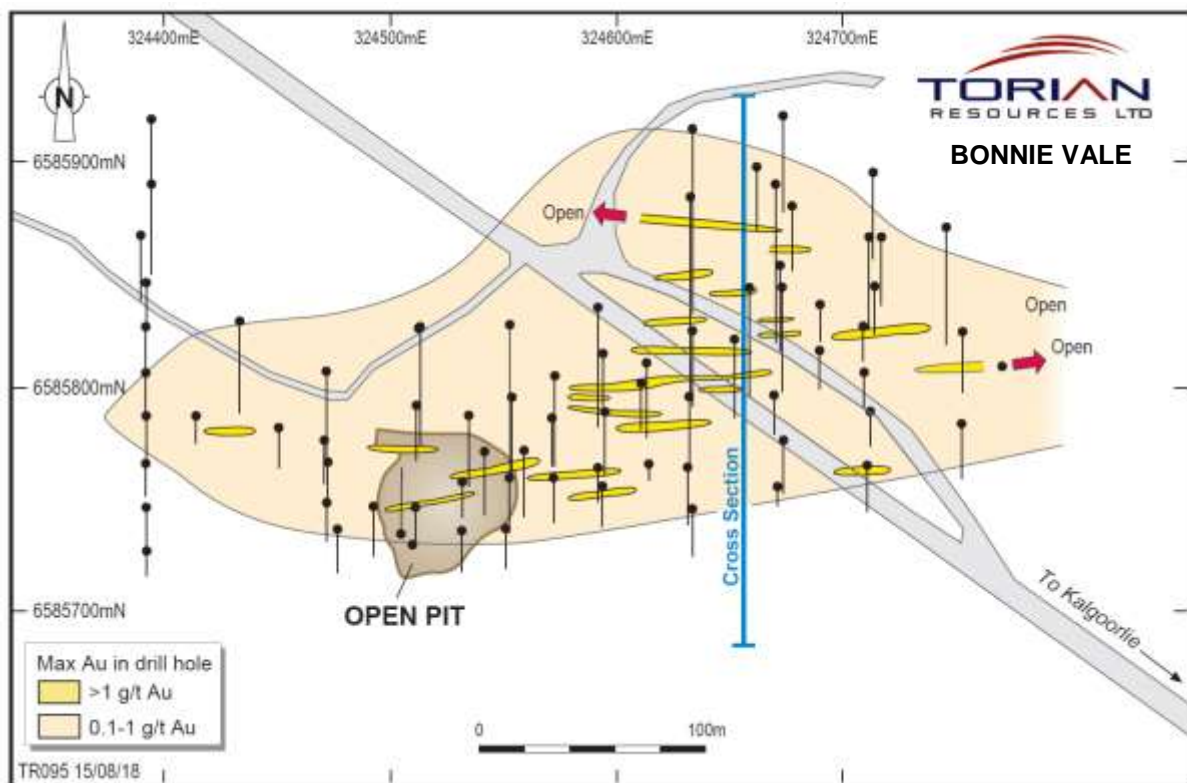 324400mE
324500mE
324600mE
324700mE
TORIAN
RESOURCES LTD
BONNIE VALE
N
6585900mN
Open
Open
Open
6585800mN
Cross Section
6585700mN
OPEN PIT
To Kalgoorlie
Max Au in drill hole
>1 g/t Au
0.1-1 g/t Au
0
100m
TR095 15/08/18